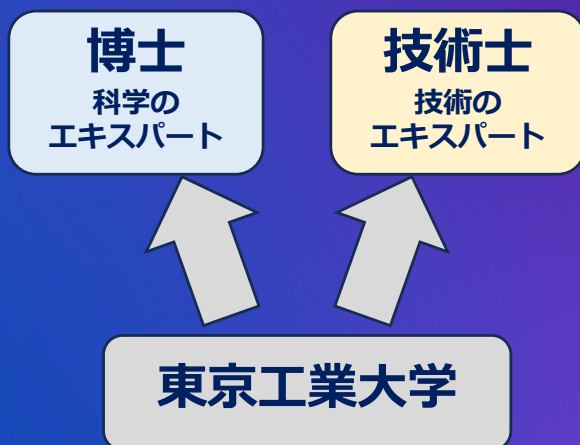 博士
科学の
エキスパート
技術士
技術の
エキスパート
東京工業大学